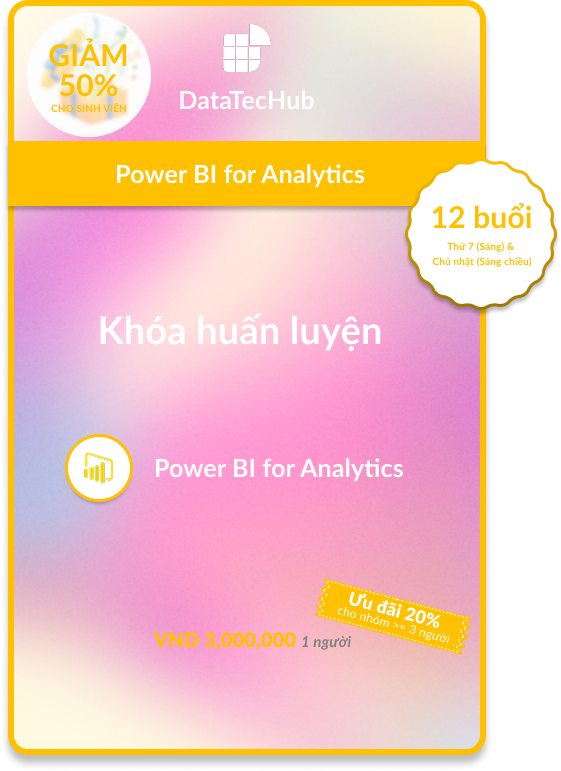 GIẢM
50%
CHO SINH VIÊN
DataTecHub
Power BI for Analytics
12 buổi
Thứ 7 (Sáng) &
Chủ nhật (Sáng chiều)
Khóa huấn luyện
Power BI for Analytics
Ưu đãi 20%
cho nhóm >= 3 người
VND 3,000,000 1 người